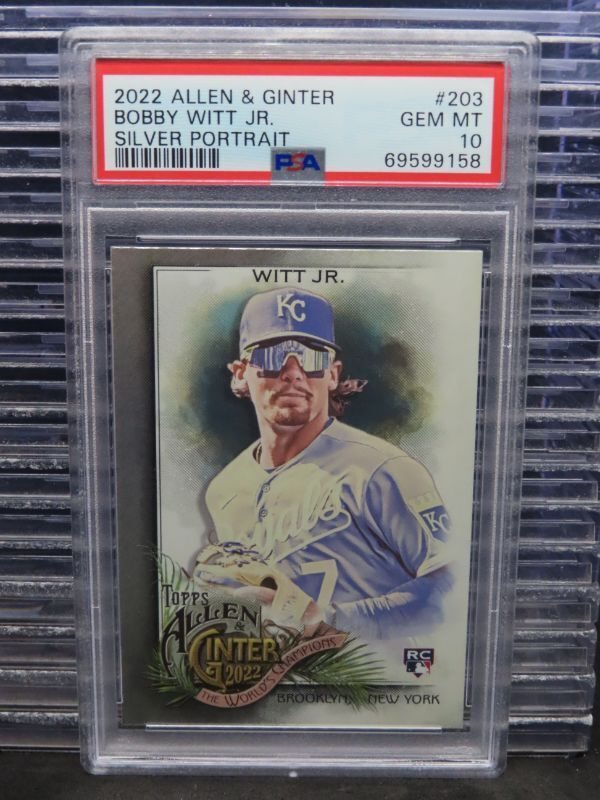 2022 ALLEN & GINTER #203
BOBBY WITT JR. GEM MT
SILVER PORTRAIT 10
PSA 69599158
WITT JR.
KC
Royals
KC
7
TOPPS
ALLEN
&
GINTER
2022
THE WORLD'S CHAMPIONS
RC
BROOKLYN, NEW YORK